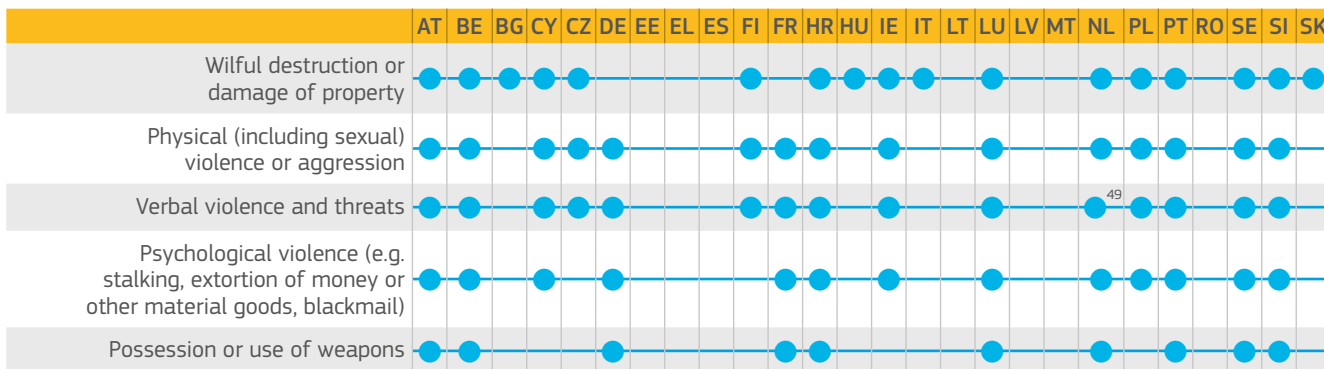 AT BE BG CY CZ DE EE EL ES FI FR HR HU IE IT LT LU LV MT NL PL PT RO SE SI SK
Wilful destruction or
damage of property
Physical (including sexual)
violence or aggression
Verbal violence and threats
49
Psychological violence (e.g.
stalking, extortion of money or
other material goods, blackmail)
Possession or use of weapons